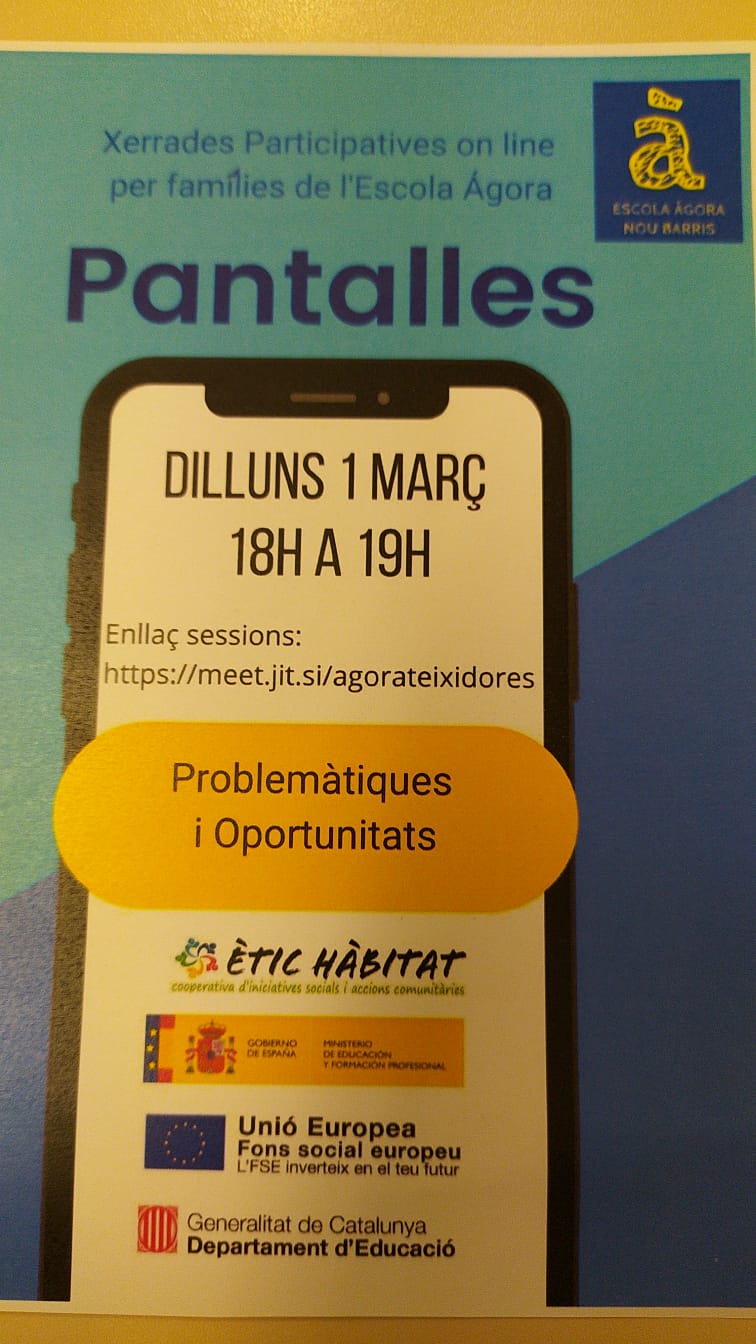 Xerrades Participatives on line
per famílies de l'Escola Ágora
à
ESCOLA ÀGORA
NOU BARRIS
Pantalles
DILLUNS 1 MARÇ
18H A 19H
Enllaç sessions:
https://meet.jit.si/agorateixidores
Problemàtiques
i Oportunitats
ÈTIC HÀBITAT
cooperativa d'iniciatives socials i accions comunitàries
GOBIERNO
DE ESPAÑA
MINISTERIO
DE EDUCACIÓN
Y FORMACIÓN PROFESIONAL
Unió Europea
Fons social europeu
L'FSE inverteix en el teu futur
Generalitat de Catalunya
Departament d'Educació